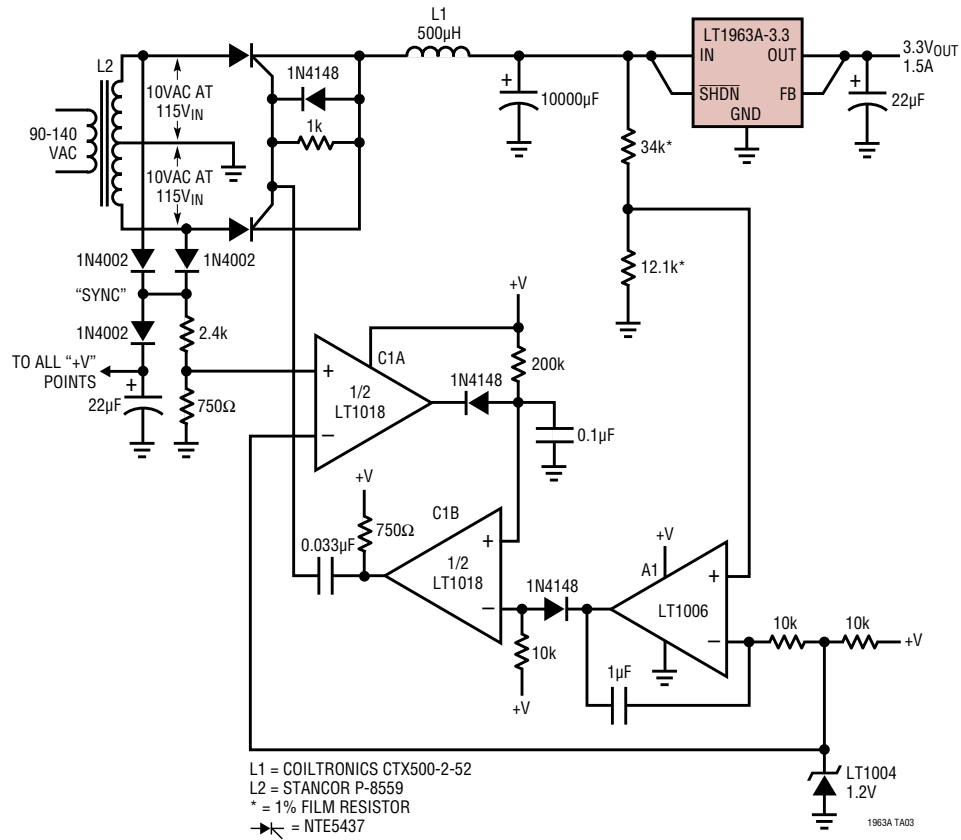 L1
500µH
LT1963A-3.3
IN
OUT
SHDN
FB
GND
3.3VOUT
1.5A
+
22µF
+
10000µF
L2
90-140
VAC
10VAC AT
115VIN
10VAC AT
115VIN
1N4148
1k
34k*
12.1k*
1N4002
1N4002
"SYNC"
1N4002
2.4k
TO ALL "+V"
POINTS
+
22µF
750Ω
+V
200k
C1A
+
1/2
LT1018
–
1N4148
0.1µF
+V
750Ω
0.033µF
C1B
+
1/2
LT1018
–
1N4148
10k
+V
+V
A1
+
LT1006
–
1µF
10k
10k
+V
LT1004
1.2V
L1 = COILTRONICS CTX500-2-52
L2 = STANCOR P-8559
* = 1% FILM RESISTOR
= NTE5437
1963A TA03